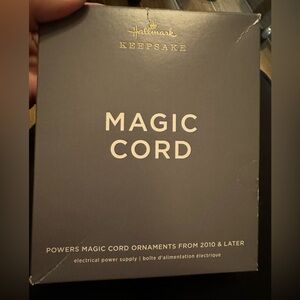 Hallmark
KEEPSAKE
MAGIC
CORD
POWERS MAGIC CORD ORNAMENTS FROM 2010 & LATER
electrical power supply | boîte d'alimentation électrique